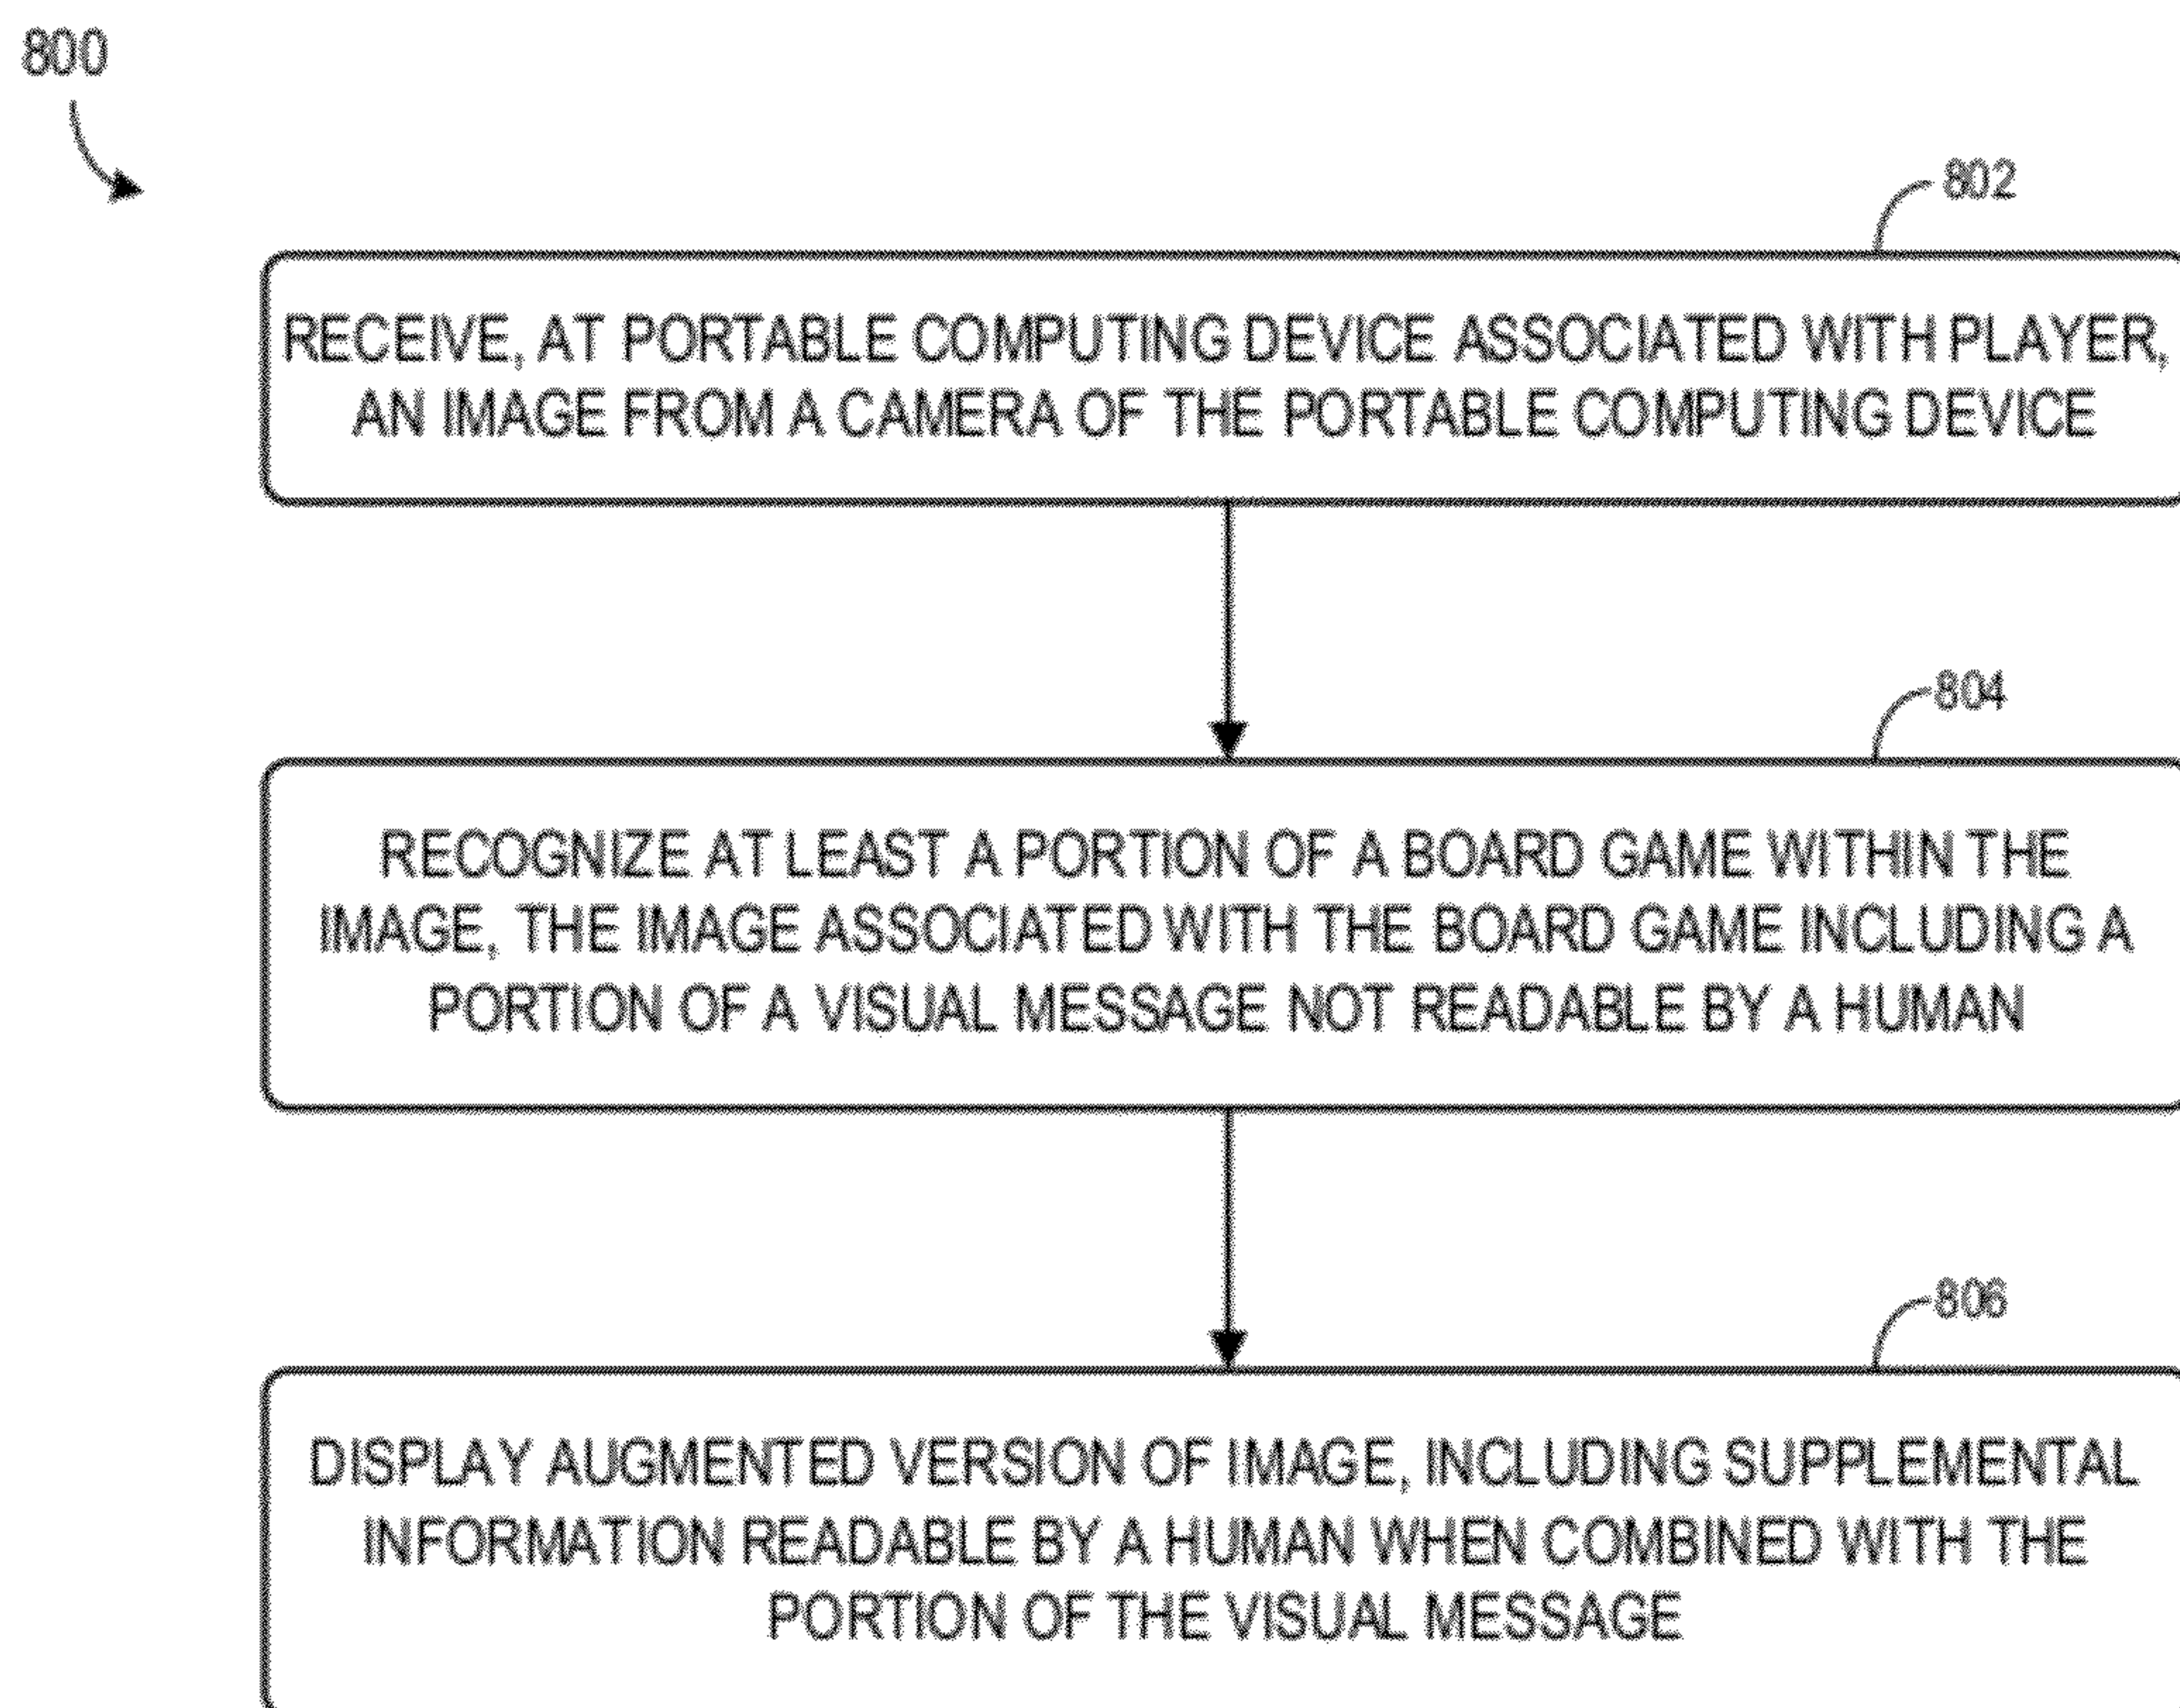 800
802
RECEIVE, AT PORTABLE COMPUTING DEVICE ASSOCIATED WITH PLAYER,
AN IMAGE FROM A CAMERA OF THE PORTABLE COMPUTING DEVICE
804
RECOGNIZE AT LEAST A PORTION OF A BOARD GAME WITHIN THE
IMAGE, THE IMAGE ASSOCIATED WITH THE BOARD GAME INCLUDING A
PORTION OF A VISUAL MESSAGE NOT READABLE BY A HUMAN
806
DISPLAY AUGMENTED VERSION OF IMAGE, INCLUDING SUPPLEMENTAL
INFORMATION READABLE BY A HUMAN WHEN COMBINED WITH THE
PORTION OF THE VISUAL MESSAGE